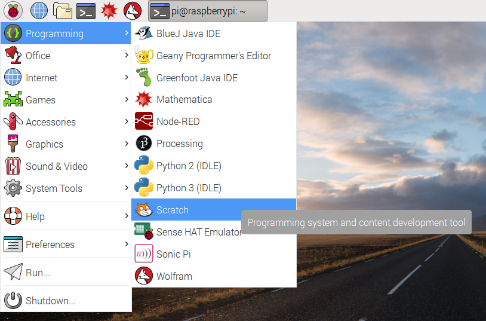 pi@raspberrypi: ~
Programming
Office
Internet
Games
Accessories
Graphics
Sound & Video
System Tools
Help
Preferences
Run...
Shutdown...
BlueJ Java IDE
Geany Programmer's Editor
Greenfoot Java IDE
Mathematica
Node-RED
Processing
Python 2 (IDLE)
Python 3 (IDLE)
Scratch
Programming system and content development tool
Sense HAT Emulator
Sonic Pi
Wolfram